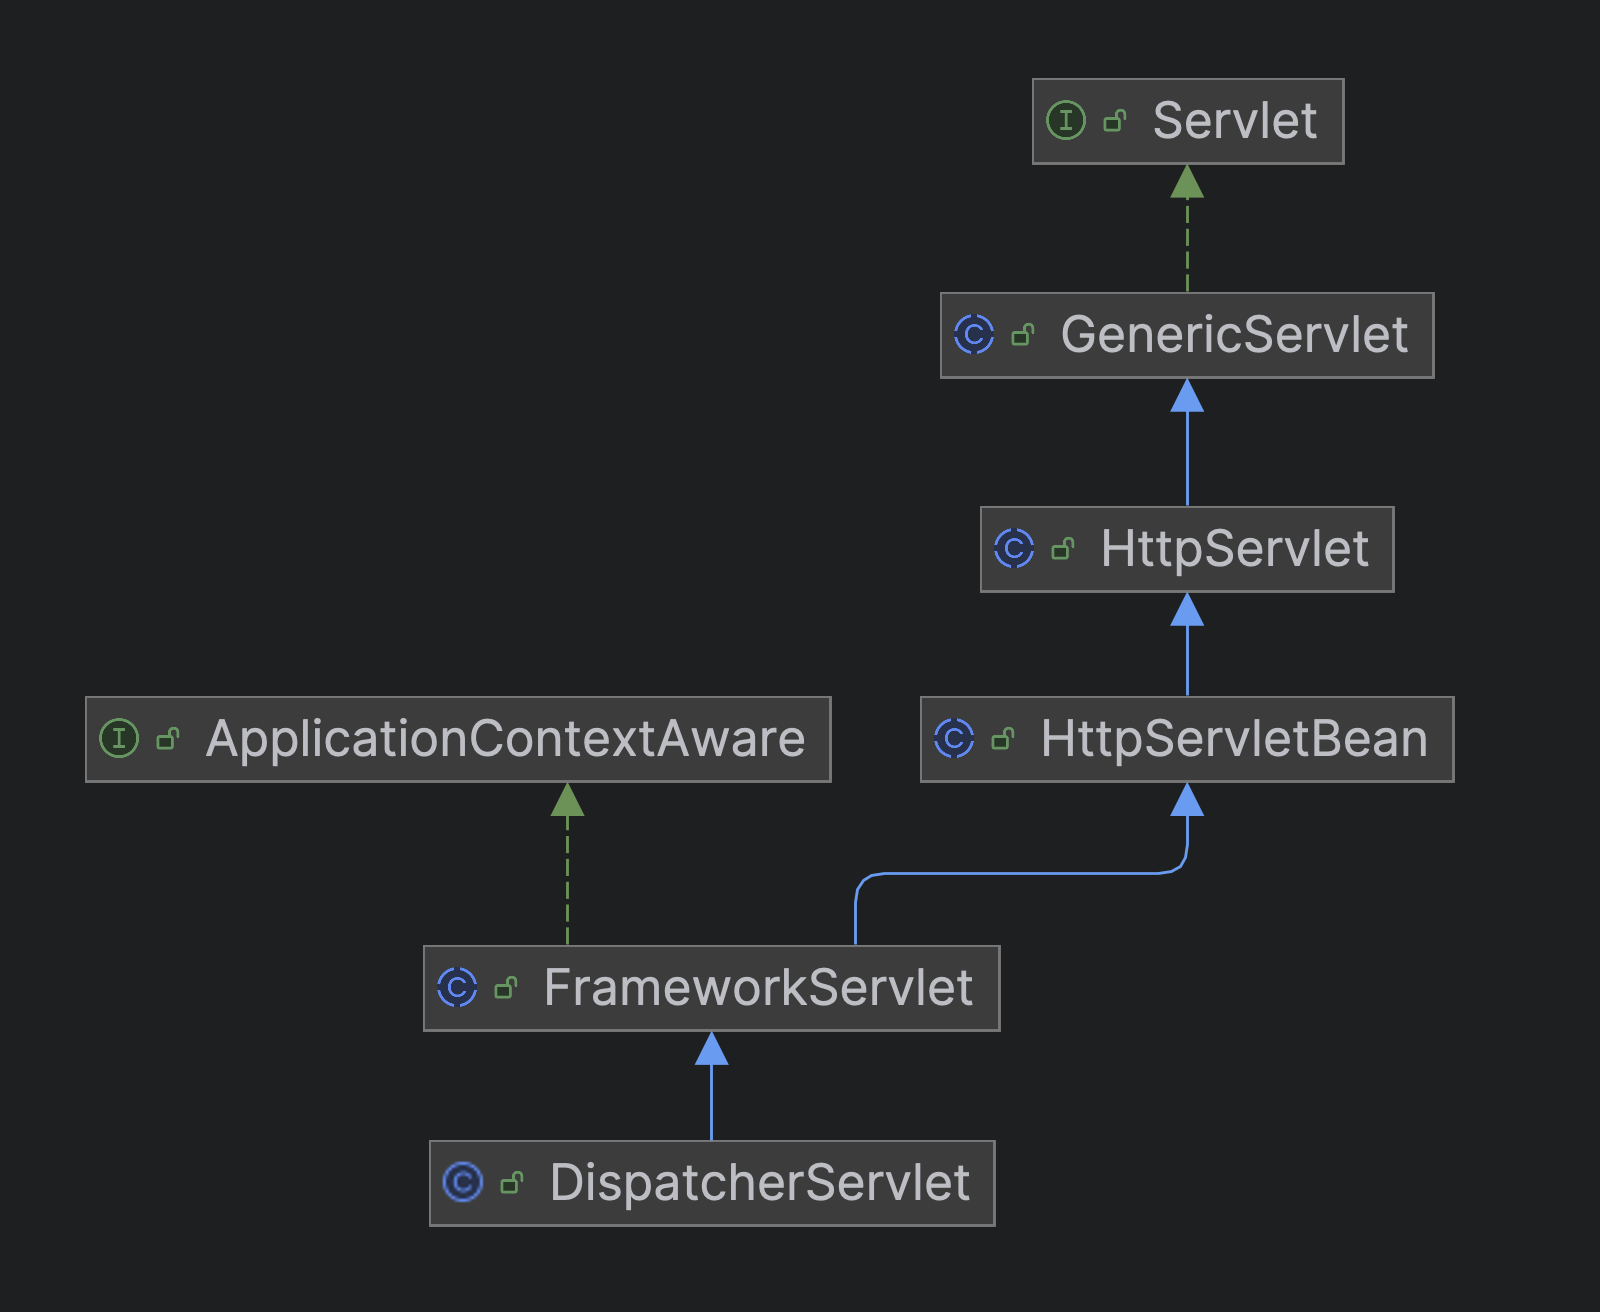 Servlet
GenericServlet
HttpServlet
ApplicationContextAware
HttpServletBean
FrameworkServlet
DispatcherServlet